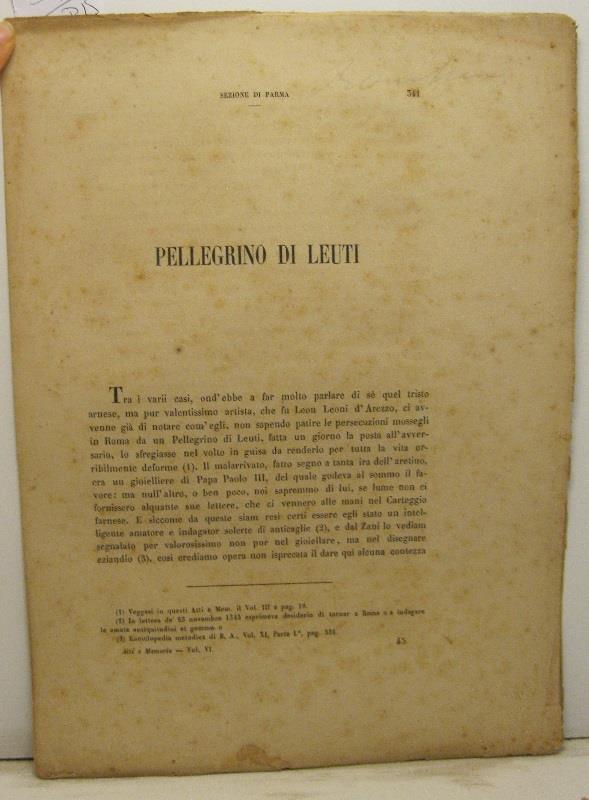 SEZIONE DI PARMA 341
PELLEGRINO DI LEUTI
Tra i varii casi, ond'ebbe a far molto parlare di sè quel tristo
arnese, ma pur valentissimo artista, che fu Leon Leoni d'Arezzo, ci av-
venne già di notare com'egli, non sapendo patire le persecuzioni mossegli
in Roma da un Pellegrino di Leuti, fatta un giorno la posta all'avver-
sario, lo sfregiasse nel volto in guisa da renderlo per tutta la vita or-
ribilmente deforme (1). Il malarrivato, fatto segno a tanta ira dell'aretino,
era un gioielliere di Papa Paolo III, del quale godeva al sommo il fa-
vore: ma null'altro, o ben poco, noi sapremmo di lui, se lume non ci
fornissero alquante sue lettere, che ci vennero alle mani nel Carteggio
farnese. E siccome da queste siam resi certi essere egli stato un intel-
ligente amatore e indagator solerte di anticaglie (2), e dal Zani lo vediam
segnalato per valorosissimo non pur nel gioiellare, ma nel disegnare
eziandio (3), così crediamo opera non isprecata il dare qui alcuna contezza
(1) Veggasi in questi Atti e Mem. il Vol. III a pag. 10.
(2) In lettera de' 23 novembre 1545 esprimeva desiderio di tornar a Roma « a indagare
le amate antiquitudini et gemme. »
(3) Enciclopedia metodica di B. A., Vol. XI, Parte 1ª, pag. 334.
Atti e Memorie — Vol. VI. 45